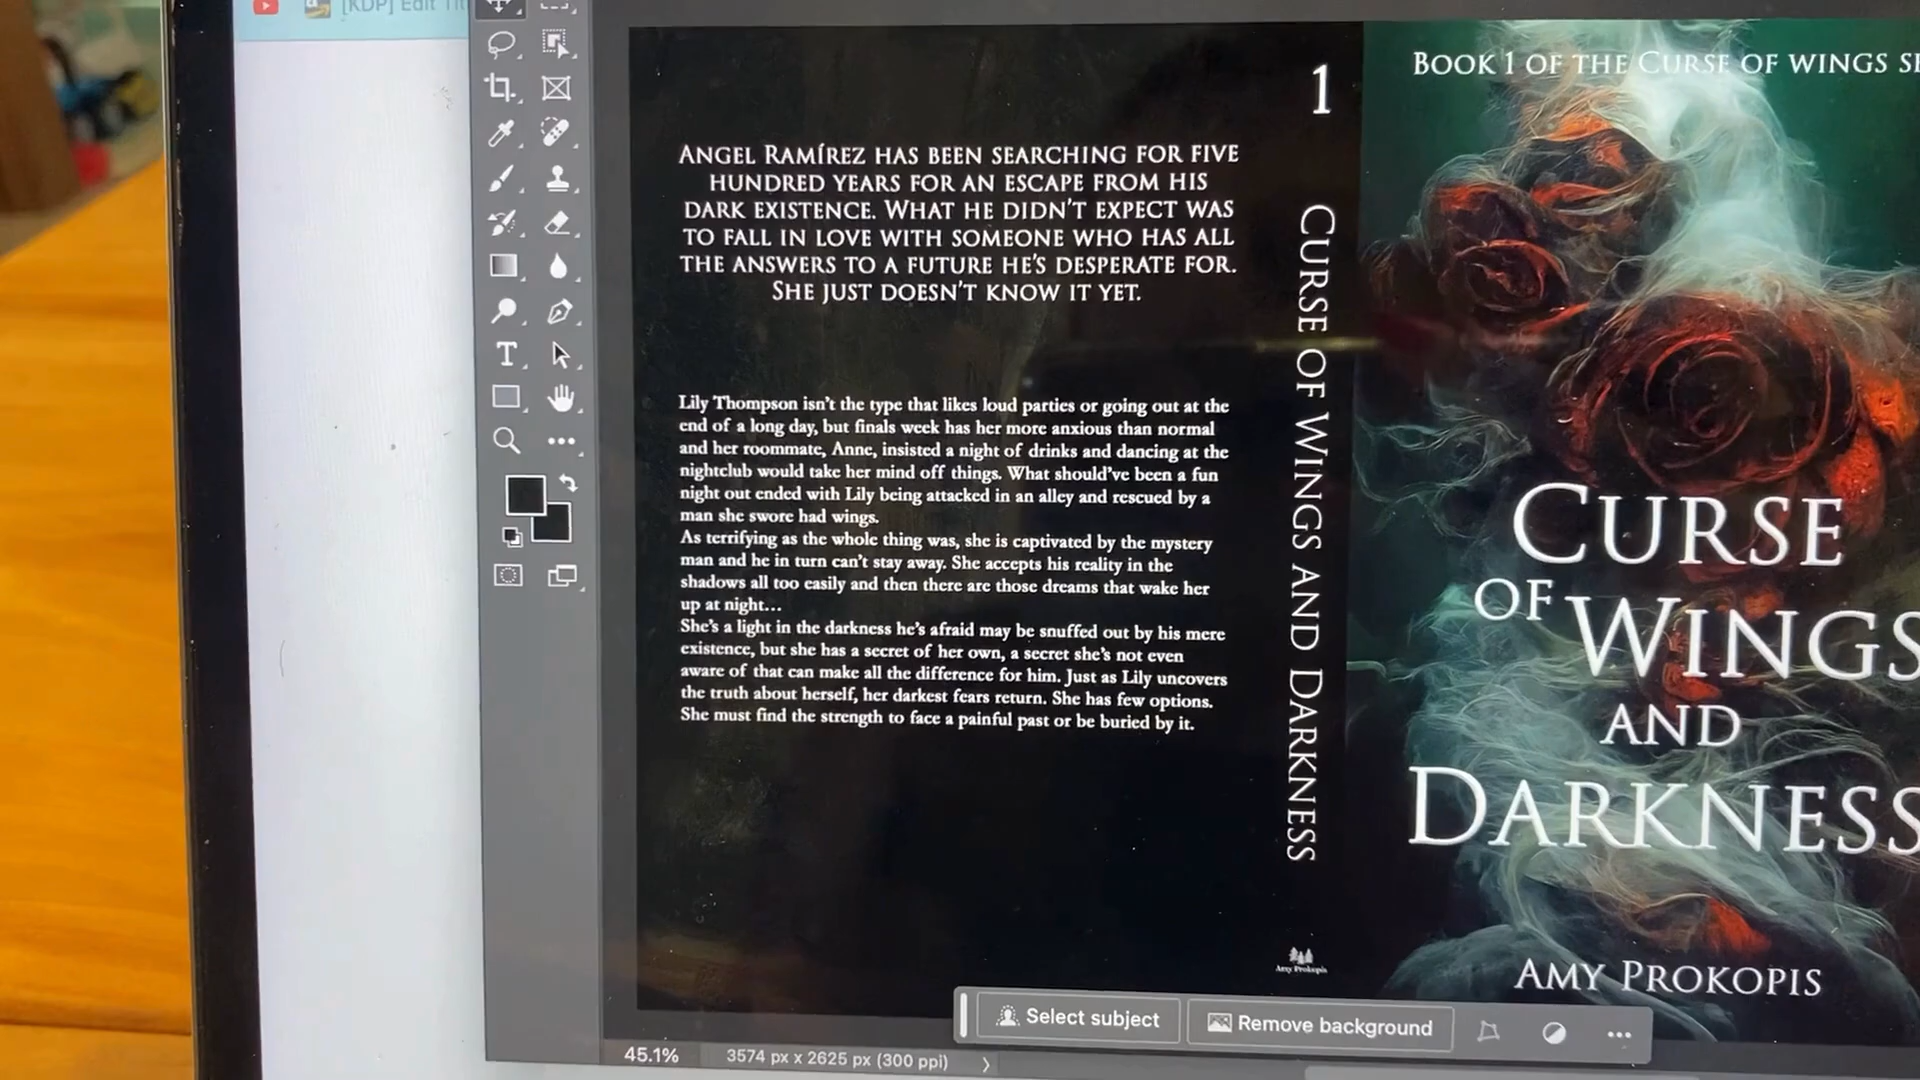 [KDP] Edit Tit
1
BOOK 1 OF THE CURSE OF WINGS SE
ANGEL RAMÍREZ HAS BEEN SEARCHING FOR FIVE
HUNDRED YEARS FOR AN ESCAPE FROM HIS
DARK EXISTENCE. WHAT HE DIDN'T EXPECT WAS
TO FALL IN LOVE WITH SOMEONE WHO HAS ALL
THE ANSWERS TO A FUTURE HE'S DESPERATE FOR.
SHE JUST DOESN'T KNOW IT YET.
Lily Thompson isn't the type that likes loud parties or going out at the
end of a long day, but finals week has her more anxious than normal
and her roommate, Anne, insisted a night of drinks and dancing at the
nightclub would take her mind off things. What should've been a fun
night out ended with Lily being attacked in an alley and rescued by a
man she swore had wings.
As terrifying as the whole thing was, she is captivated by the mystery
man and he in turn can't stay away. She accepts his reality in the
shadows all too easily and then there are those dreams that wake her
up at night...
She's a light in the darkness he's afraid may be snuffed out by his mere
existence, but she has a secret of her own, a secret she's not even
aware of that can make all the difference for him. Just as Lily uncovers
the truth about herself, her darkest fears return. She has few options.
She must find the strength to face a painful past or be buried by it.
CURSE OF WINGS AND DARKNESS
Amy Prokopis
CURSE
OF WINGS
AND
DARKNESS
AMY PROKOPIS
Select subject
Remove background
45.1%
3574 px x 2625 px (300 ppi)